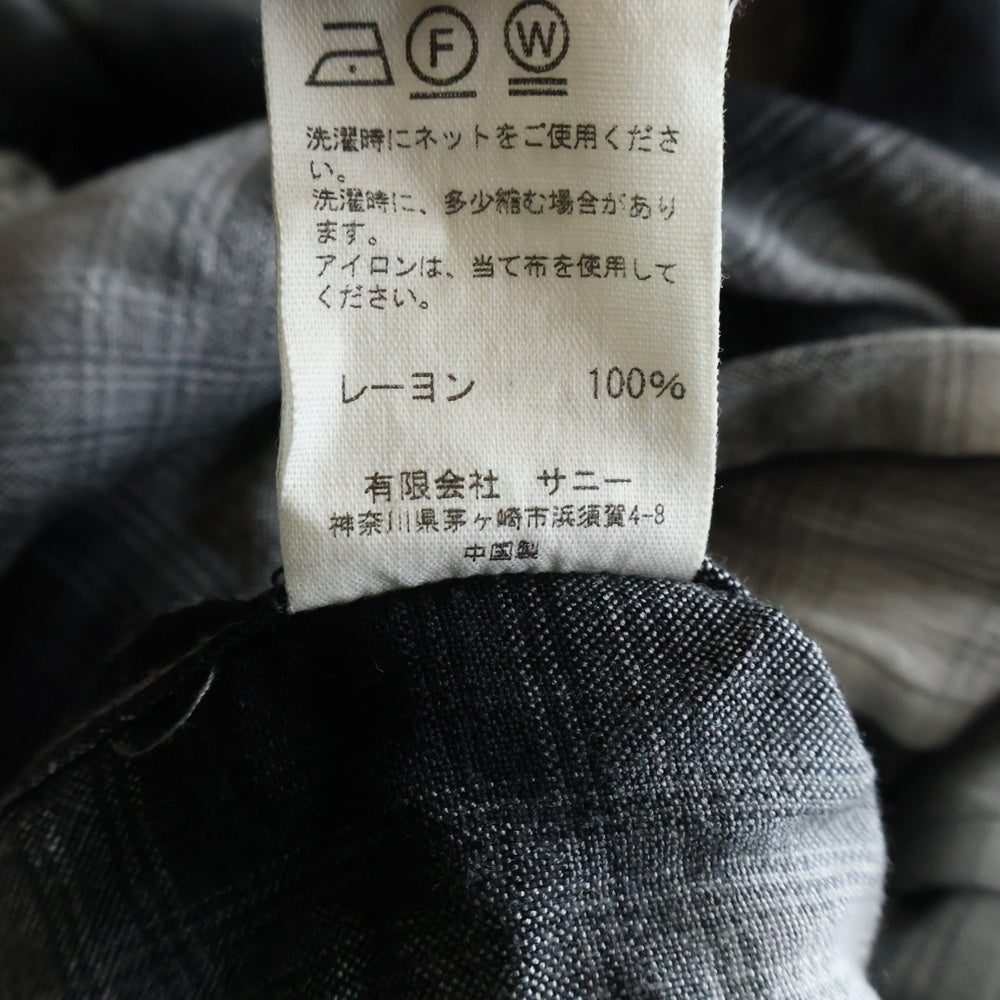 F W
洗濯時にネットをご使用くださ
い。
洗濯時に、多少縮む場合があり
ます。
アイロンは、当て布を使用して
ください。
レーヨン 100%
有限会社 サニー
神奈川県茅ヶ崎市浜須賀4-8
中国製